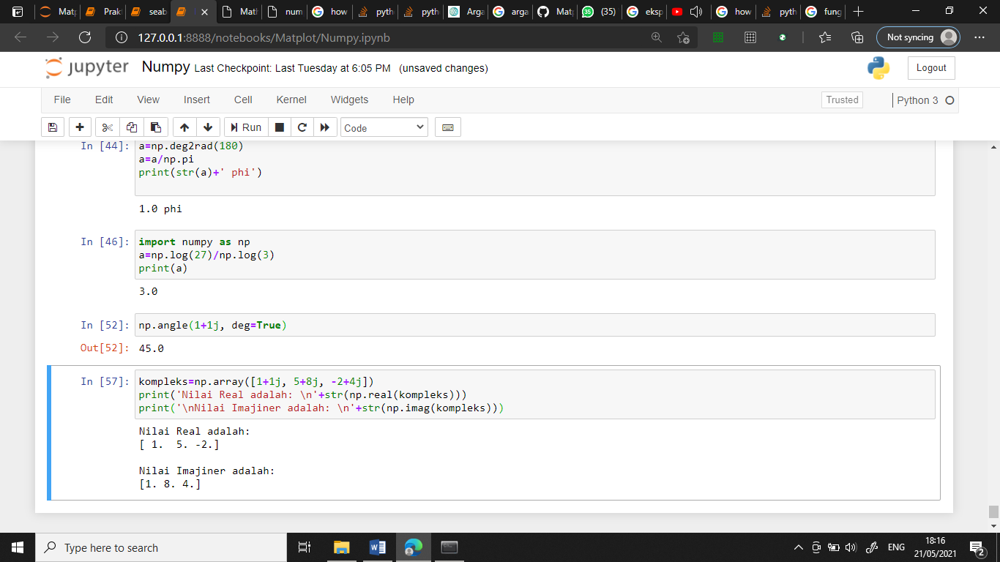 Matp
Prak
seab
Math
num
how
pyth
pyth
Arga
arga
Matp
(35)
eksp
how
pyth
fung
127.0.0.1:8888/notebooks/Matplot/Numpy.ipynb
Not syncing
jupyter Numpy Last Checkpoint: Last Tuesday at 6:05 PM (unsaved changes)
Logout
File Edit View Insert Cell Kernel Widgets Help
Trusted
Python 3
Run
Code
In [44]: a=np.deg2rad(180)
a=a/np.pi
print(str(a)+' phi')
1.0 phi
In [46]: import numpy as np
a=np.log(27)/np.log(3)
print(a)
3.0
In [52]: np.angle(1+1j, deg=True)
Out[52]: 45.0
In [57]: kompleks=np.array([1+1j, 5+8j, -2+4j])
print('Nilai Real adalah: \n'+str(np.real(kompleks)))
print('\nNilai Imajiner adalah: \n'+str(np.imag(kompleks)))
Nilai Real adalah:
[ 1.  5. -2.]
Nilai Imajiner adalah:
[1. 8. 4.]
Type here to search
ENG
18:16
21/05/2021
2